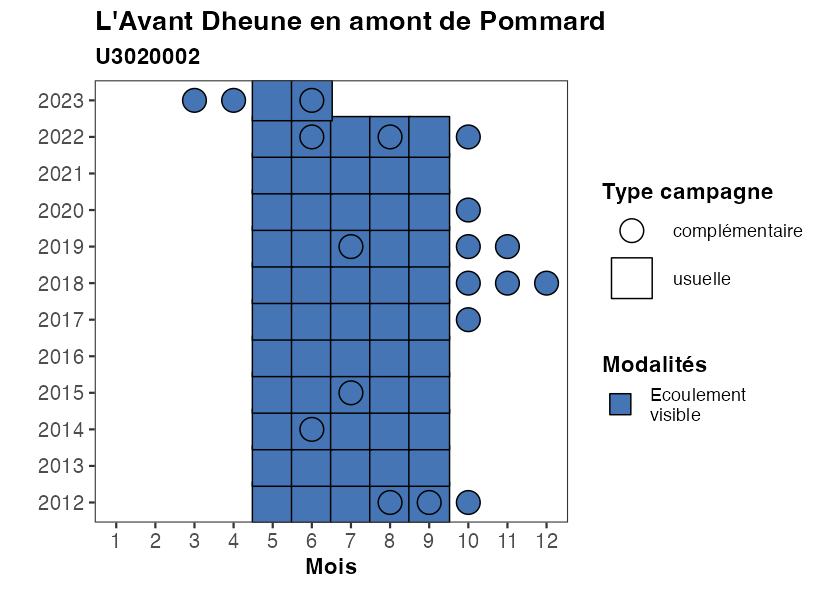 L'Avant Dheune en amont de Pommard
U3020002
2023
2022
2021
2020
2019
2018
2017
2016
2015
2014
2013
2012
1 2 3 4 5 6 7 8 9 10 11 12
Mois
Type campagne
complémentaire
usuelle
Modalités
Ecoulement
visible